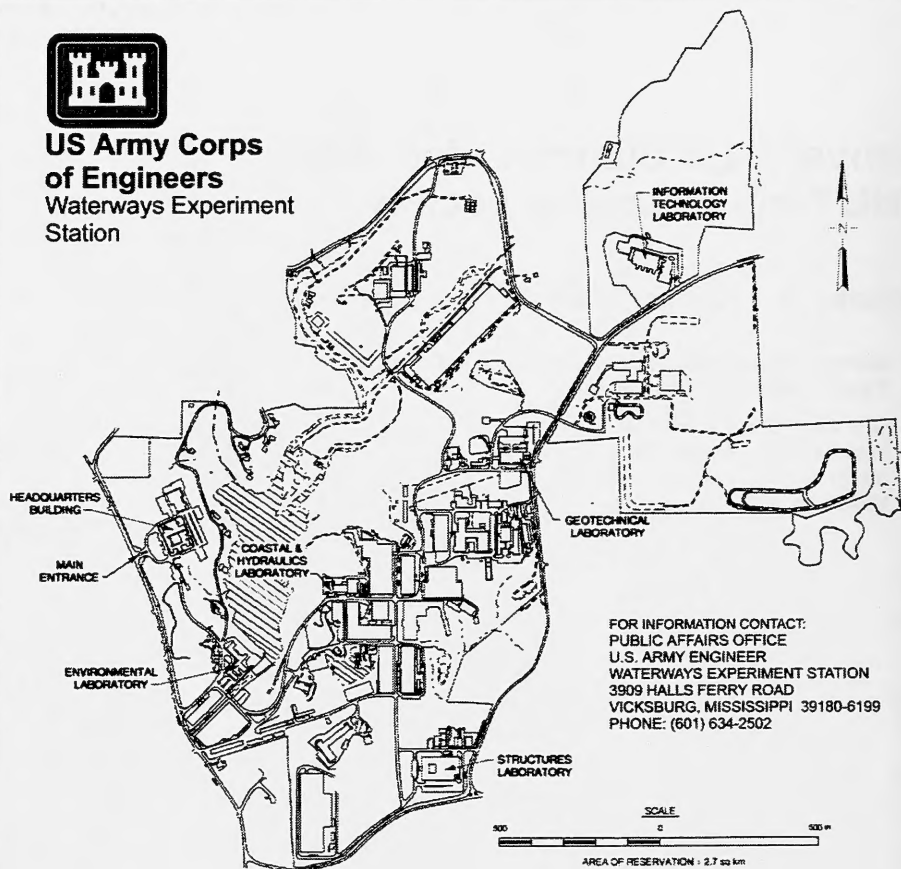 US Army Corps
of Engineers
Waterways Experiment
Station
INFORMATION
TECHNOLOGY
LABORATORY
N
HEADQUARTERS
BUILDING
MAIN
ENTRANCE
COASTAL &
HYDRAULICS
LABORATORY
GEOTECHNICAL
LABORATORY
ENVIRONMENTAL
LABORATORY
STRUCTURES
LABORATORY
FOR INFORMATION CONTACT:
PUBLIC AFFAIRS OFFICE
U.S. ARMY ENGINEER
WATERWAYS EXPERIMENT STATION
3909 HALLS FERRY ROAD
VICKSBURG, MISSISSIPPI 39180-6199
PHONE: (601) 634-2502
SCALE
500 0 500 m
AREA OF RESERVATION = 2.7 sq km